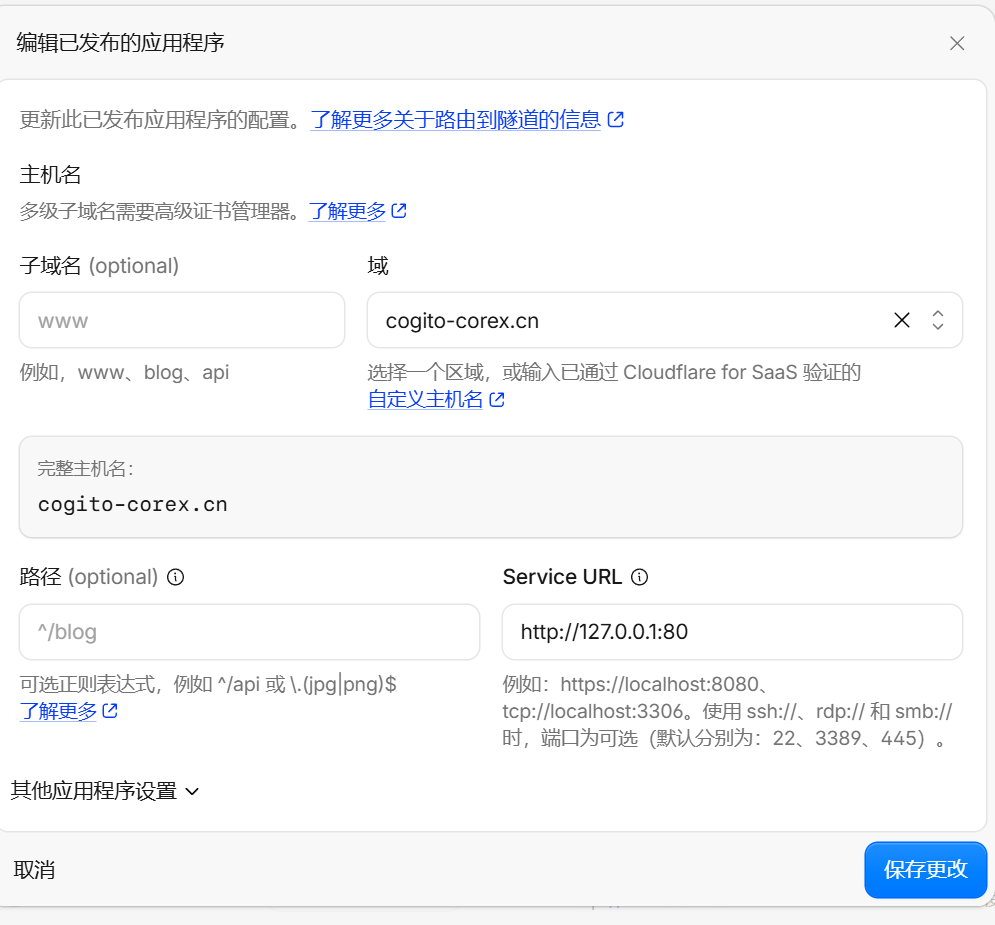 编辑已发布的应用程序
更新此已发布应用程序的配置。了解更多关于路由到隧道的信息
主机名
多级子域名需要高级证书管理器。了解更多
子域名 (optional)
域
www
cogito-corex.cn
例如，www、blog、api
选择一个区域，或输入已通过 Cloudflare for SaaS 验证的
自定义主机名
完整主机名：
cogito-corex.cn
路径 (optional)
Service URL
^/blog
http://127.0.0.1:80
可选正则表达式，例如 ^/api 或 \.(jpg|png)$
了解更多
例如：https://localhost:8080、
tcp://localhost:3306。使用 ssh://、rdp:// 和 smb://
时，端口为可选（默认分别为：22、3389、445）。
其他应用程序设置
取消
保存更改